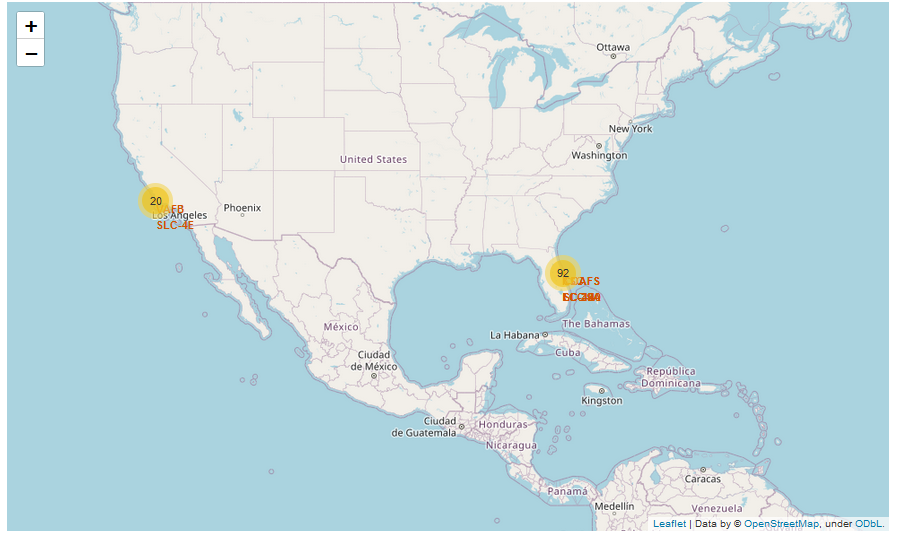 +
−
Ottawa
New York
Washington
United States
20
Los Angeles
SLC-4E
Phoenix
92
The Bahamas
La Habana
Cuba
México
Ciudad
de México
República
Dominicana
Kingston
Ciudad
de Guatemala
Honduras
Nicaragua
Caracas
Panamá
Medellín
Venezuela
Leaflet | Data by © OpenStreetMap, under ODbL.